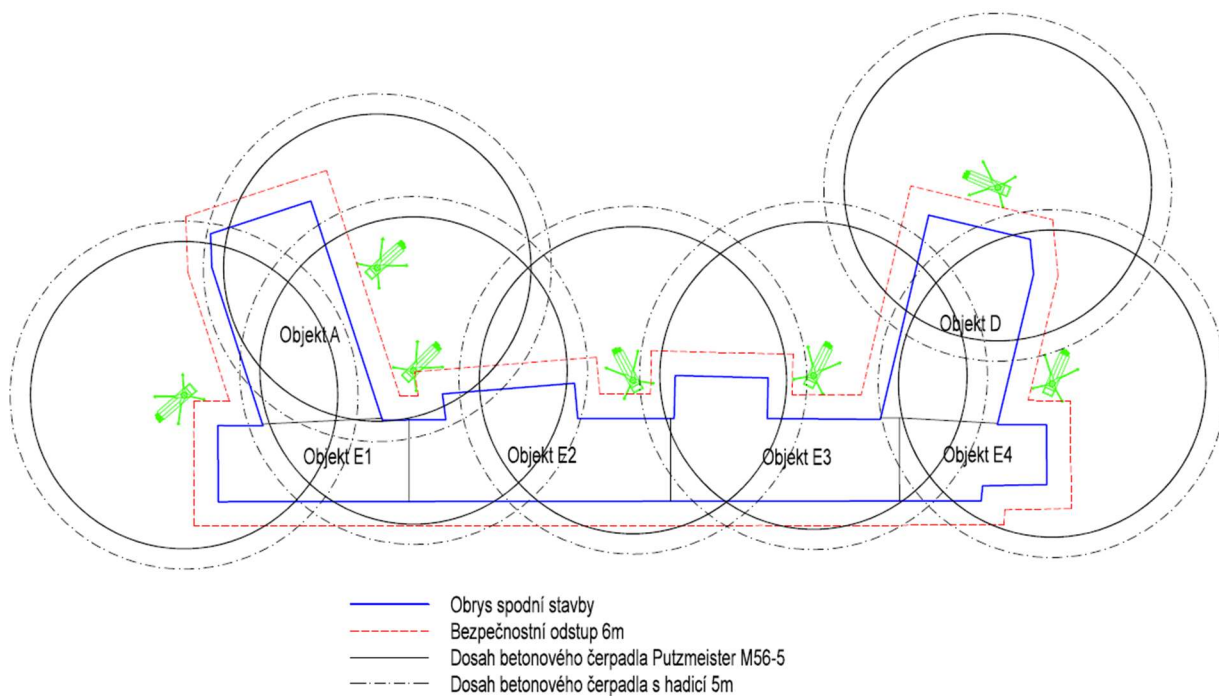 Objekt A
Objekt D
Objekt E1
Objekt E2
Objekt E3
Objekt E4
Obrys spodní stavby
Bezpečnostní odstup 6m
Dosah betonového čerpadla Putzmeister M56-5
Dosah betonového čerpadla s hadicí 5m